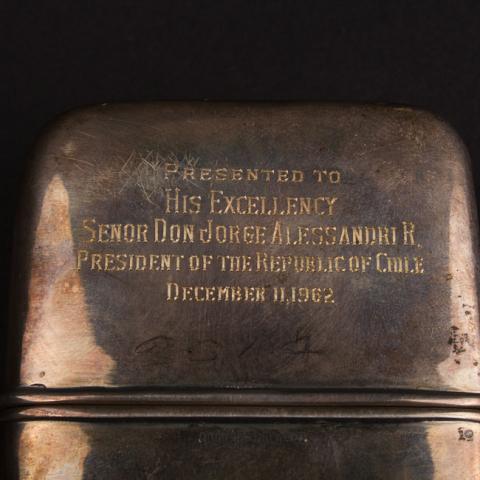 PRESENTED TO
HIS EXCELLENCY
SENOR DON JORGE ALESSANDRI R.
PRESIDENT OF THE REPUBLIC OF CHILE
DECEMBER 11, 1962